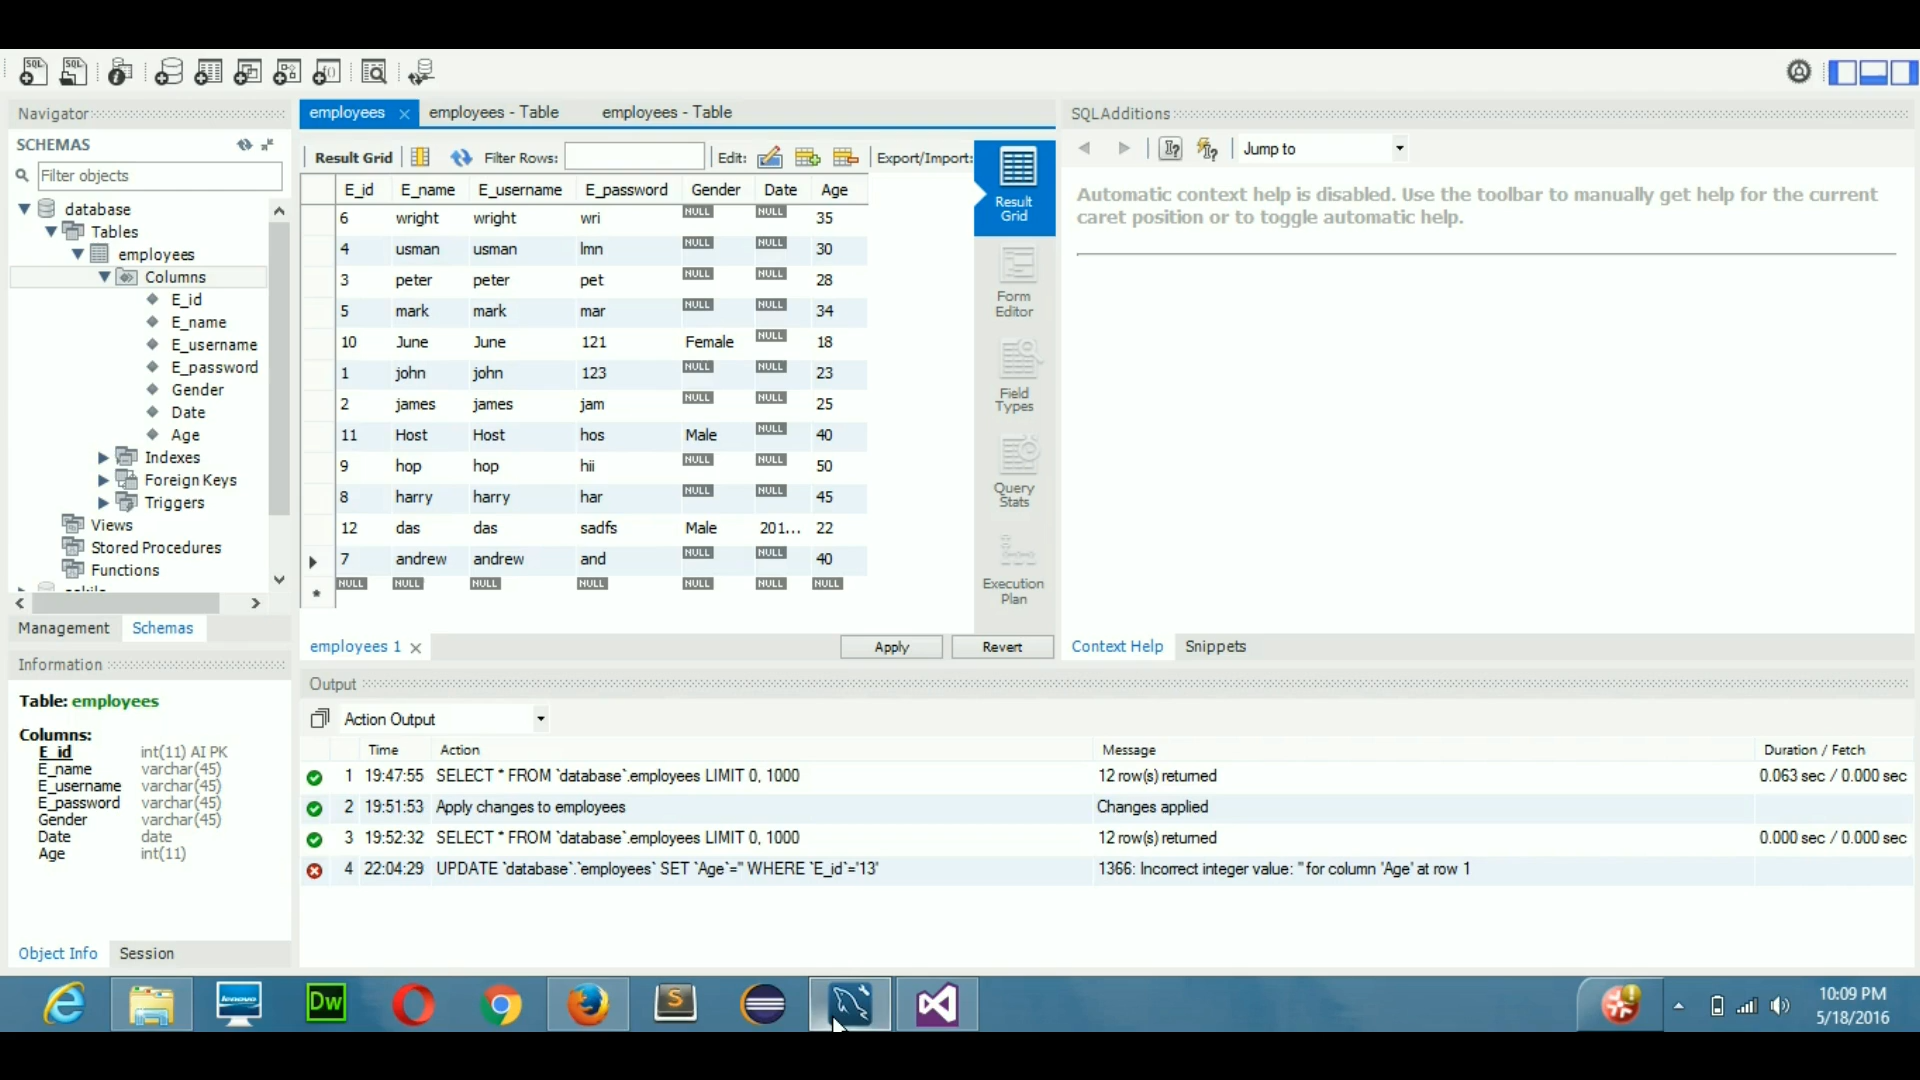 Navigator
SCHEMAS
Filter objects
database
Tables
employees
Columns
E_id
E_name
E_username
E_password
Gender
Date
Age
Indexes
Foreign Keys
Triggers
Views
Stored Procedures
Functions
Management Schemas
Information
Table: employees
Columns:
E_id int(11) AI PK
E_name varchar(45)
E_username varchar(45)
E_password varchar(45)
Gender varchar(45)
Date date
Age int(11)
Object Info Session
employees employees - Table employees - Table
Result Grid Filter Rows: Edit: Export/Import:
E_id E_name E_username E_password Gender Date Age
6 wright wright wri NULL NULL 35
4 usman usman lmn NULL NULL 30
3 peter peter pet NULL NULL 28
5 mark mark mar NULL NULL 34
10 June June 121 Female NULL 18
1 john john 123 NULL NULL 23
2 james james jam NULL NULL 25
11 Host Host hos Male NULL 40
9 hop hop hii NULL NULL 50
8 harry harry har NULL NULL 45
12 das das sadfs Male 201... 22
7 andrew andrew and NULL NULL 40
NULL NULL NULL NULL NULL NULL NULL
Result
Grid
Form
Editor
Field
Types
Query
Stats
Execution
Plan
employees 1 Apply Revert
SQLAdditions
Jump to
Automatic context help is disabled. Use the toolbar to manually get help for the current
caret position or to toggle automatic help.
Context Help Snippets
Output
Action Output
Time Action Message Duration / Fetch
1 19:47:55 SELECT * FROM `database`.employees LIMIT 0, 1000 12 row(s) returned 0.063 sec / 0.000 sec
2 19:51:53 Apply changes to employees Changes applied
3 19:52:32 SELECT * FROM `database`.employees LIMIT 0, 1000 12 row(s) returned 0.000 sec / 0.000 sec
4 22:04:29 UPDATE `database`.`employees` SET `Age`='' WHERE `E_id`='13' 1366: Incorrect integer value: '' for column 'Age' at row 1
lenovo
Dw
S
10:09 PM
5/18/2016